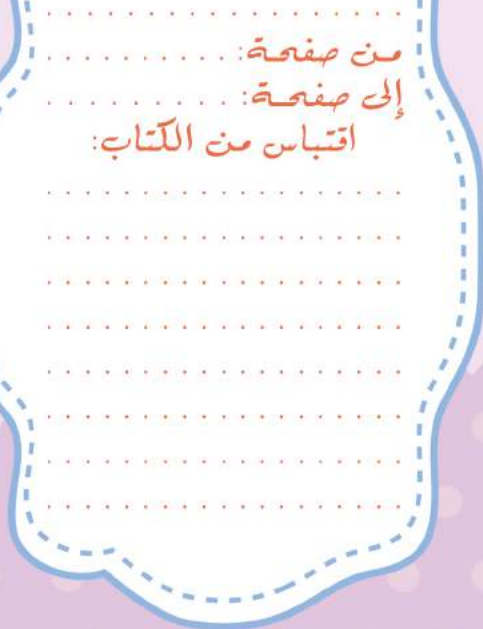 من صفحة: . . . . . . . . . .
إلى صفحة: . . . . . . . . .
اقتباس من الكتاب: